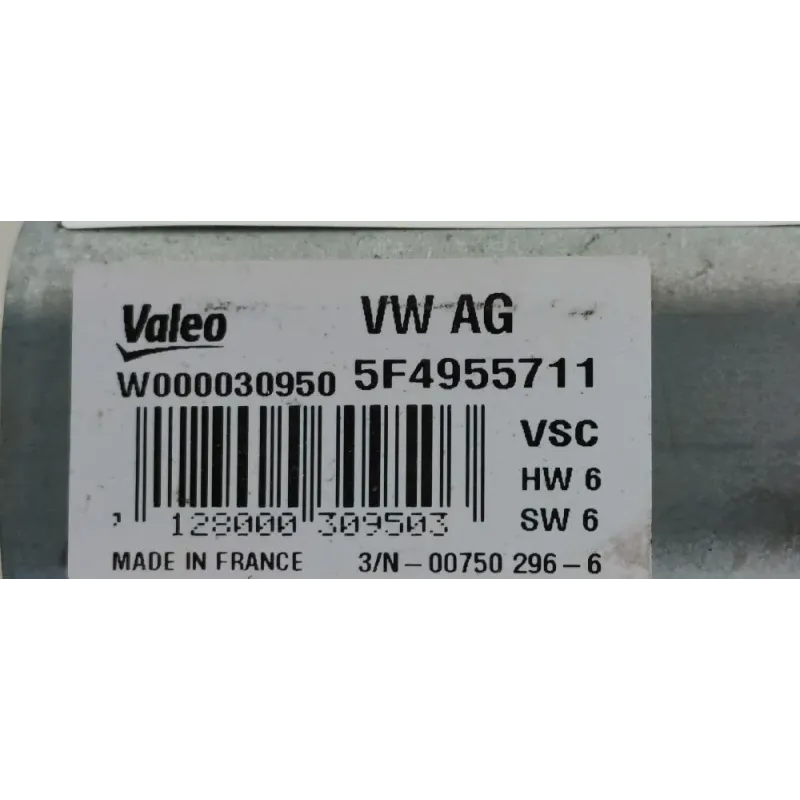 Valeo VW AG
W000030950 5F4955711
VSC
HW 6
128000 309503 SW 6
MADE IN FRANCE 3/N-00750 296-6